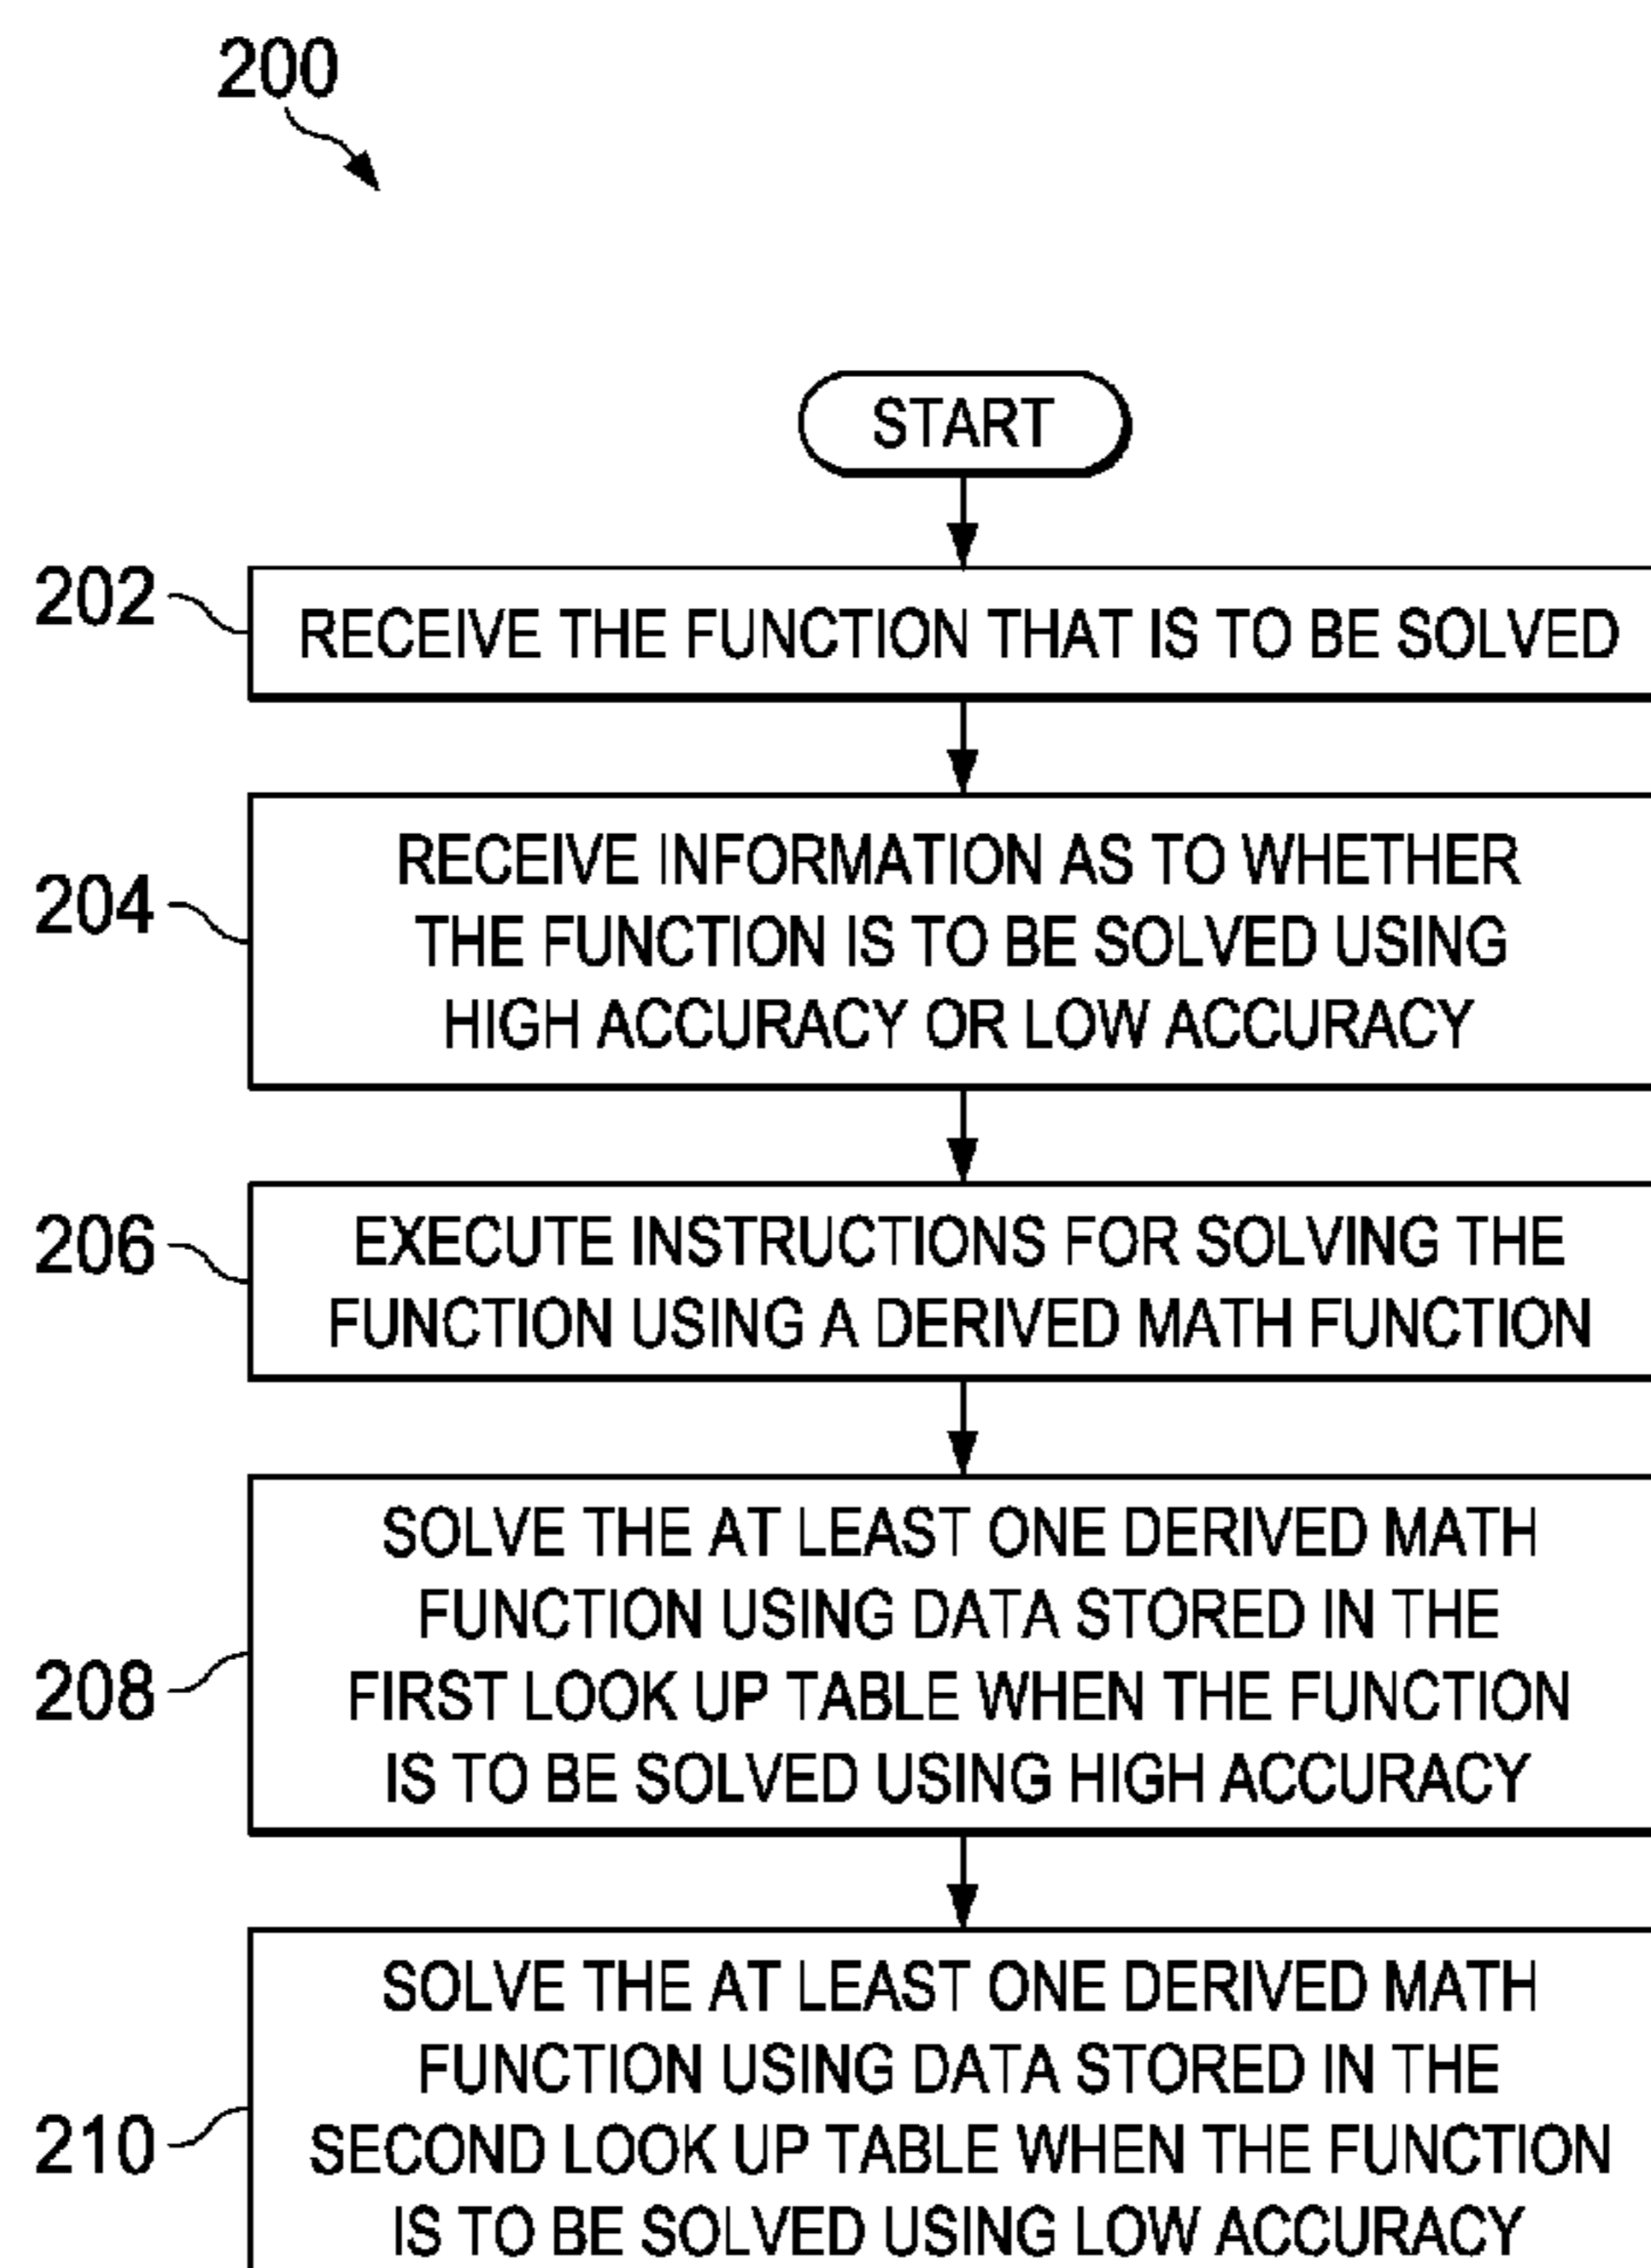 200
START
202
RECEIVE THE FUNCTION THAT IS TO BE SOLVED
204
RECEIVE INFORMATION AS TO WHETHER
THE FUNCTION IS TO BE SOLVED USING
HIGH ACCURACY OR LOW ACCURACY
206
EXECUTE INSTRUCTIONS FOR SOLVING THE
FUNCTION USING A DERIVED MATH FUNCTION
208
SOLVE THE AT LEAST ONE DERIVED MATH
FUNCTION USING DATA STORED IN THE
FIRST LOOK UP TABLE WHEN THE FUNCTION
IS TO BE SOLVED USING HIGH ACCURACY
210
SOLVE THE AT LEAST ONE DERIVED MATH
FUNCTION USING DATA STORED IN THE
SECOND LOOK UP TABLE WHEN THE FUNCTION
IS TO BE SOLVED USING LOW ACCURACY